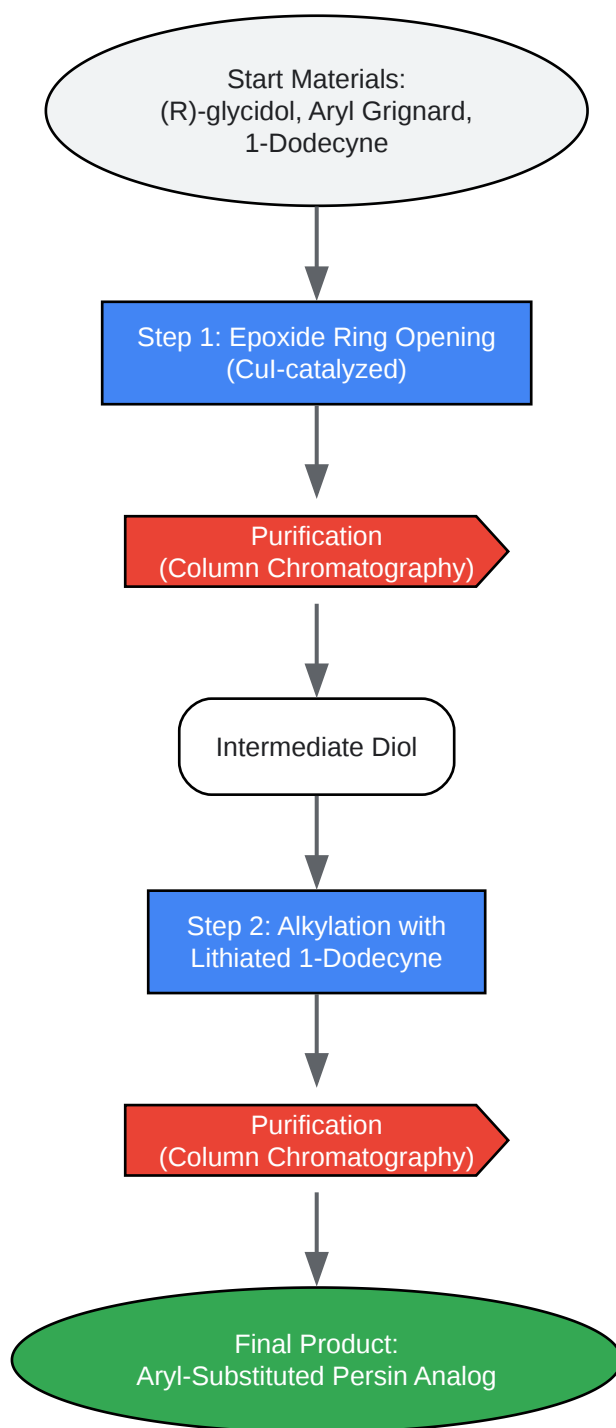 Start Materials:
(R)-glycidol, Aryl Grignard,
1-Dodecyne
Step 1: Epoxide Ring Opening
(CuI-catalyzed)
Purification
(Column Chromatography)
Intermediate Diol
Step 2: Alkylation with
Lithiated 1-Dodecyne
Purification
(Column Chromatography)
Final Product:
Aryl-Substituted Persin Analog